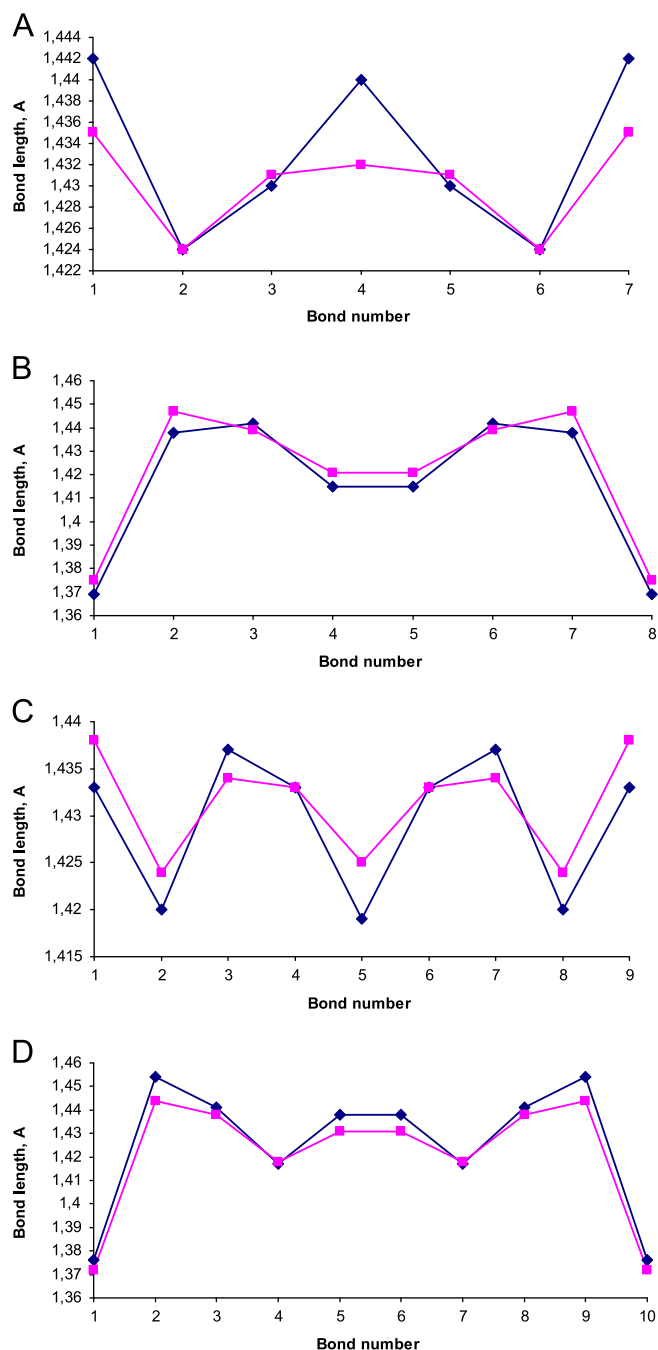 A
1,444
1,442
1,44
1,438
1,436
1,434
1,432
1,43
1,428
1,426
1,424
1,422
Bond length, A
1 2 3 4 5 6 7
Bond number
B
1,46
1,45
1,44
1,43
1,42
1,41
1,4
1,39
1,38
1,37
1,36
Bond length, A
1 2 3 4 5 6 7 8
Bond number
C
1,44
1,435
1,43
1,425
1,42
1,415
Bond length, A
1 2 3 4 5 6 7 8 9
Bond number
D
1,46
1,45
1,44
1,43
1,42
1,41
1,4
1,39
1,38
1,37
1,36
Bond length, A
1 2 3 4 5 6 7 8 9 10
Bond number